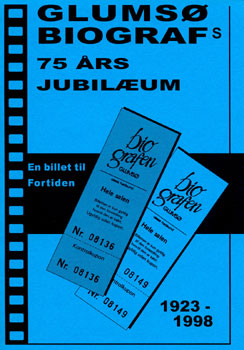 GLUMSØ
BIOGRAFS
75 ÅRS
JUBILÆUM
En billet til
Fortiden
bio
grafen
GLUMSØ
Hele salen
Nr. 08136
Kontrolkupon
Nr. 08136
bio
grafen
GLUMSØ
Hele salen
Nr. 08149
Nr. 08149
1923 -
1998